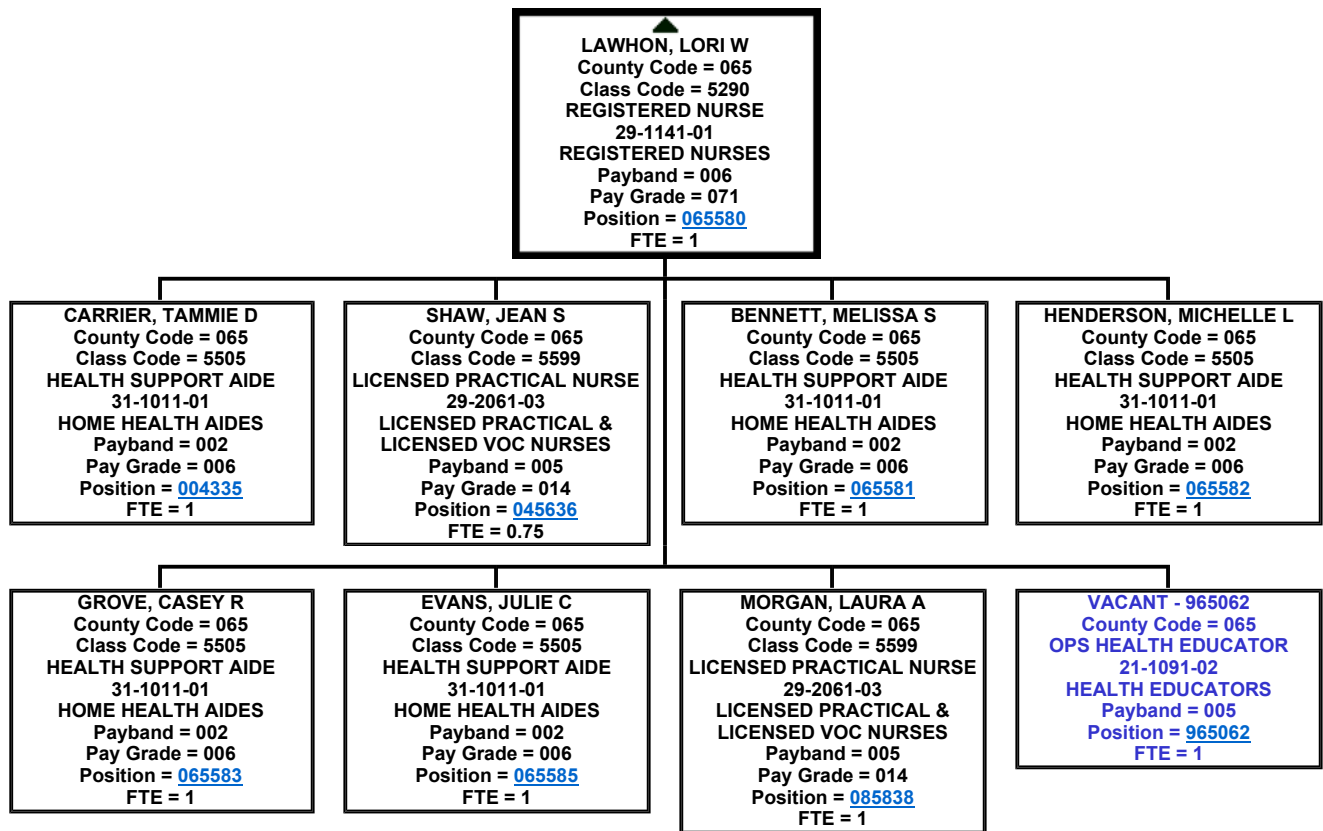 LAWHON, LORI W
County Code = 065
Class Code = 5290
REGISTERED NURSE
29-1141-01
REGISTERED NURSES
Payband = 006
Pay Grade = 071
Position = 065580
FTE = 1
CARRIER, TAMMIE D
County Code = 065
Class Code = 5505
HEALTH SUPPORT AIDE
31-1011-01
HOME HEALTH AIDES
Payband = 002
Pay Grade = 006
Position = 004335
FTE = 1
SHAW, JEAN S
County Code = 065
Class Code = 5599
LICENSED PRACTICAL NURSE
29-2061-03
LICENSED PRACTICAL &
LICENSED VOC NURSES
Payband = 005
Pay Grade = 014
Position = 045636
FTE = 0.75
BENNETT, MELISSA S
County Code = 065
Class Code = 5505
HEALTH SUPPORT AIDE
31-1011-01
HOME HEALTH AIDES
Payband = 002
Pay Grade = 006
Position = 065581
FTE = 1
HENDERSON, MICHELLE L
County Code = 065
Class Code = 5505
HEALTH SUPPORT AIDE
31-1011-01
HOME HEALTH AIDES
Payband = 002
Pay Grade = 006
Position = 065582
FTE = 1
GROVE, CASEY R
County Code = 065
Class Code = 5505
HEALTH SUPPORT AIDE
31-1011-01
HOME HEALTH AIDES
Payband = 002
Pay Grade = 006
Position = 065583
FTE = 1
EVANS, JULIE C
County Code = 065
Class Code = 5505
HEALTH SUPPORT AIDE
31-1011-01
HOME HEALTH AIDES
Payband = 002
Pay Grade = 006
Position = 065585
FTE = 1
MORGAN, LAURA A
County Code = 065
Class Code = 5599
LICENSED PRACTICAL NURSE
29-2061-03
LICENSED PRACTICAL &
LICENSED VOC NURSES
Payband = 005
Pay Grade = 014
Position = 085838
FTE = 1
VACANT - 965062
County Code = 065
OPS HEALTH EDUCATOR
21-1091-02
HEALTH EDUCATORS
Payband = 005
Position = 965062
FTE = 1